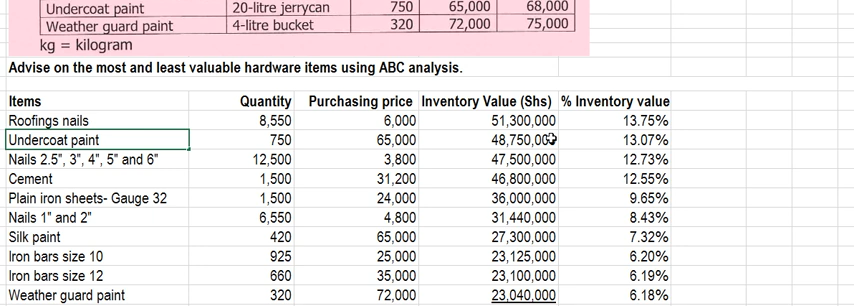 Undercoat paint 20-litre jerrycan 750 65,000 68,000
Weather guard paint 4-litre bucket 320 72,000 75,000
kg = kilogram
Advise on the most and least valuable hardware items using ABC analysis.
Items Quantity Purchasing price Inventory Value (Shs) % Inventory value
Roofings nails 8,550 6,000 51,300,000 13.75%
Undercoat paint 750 65,000 48,750,000 13.07%
Nails 2.5", 3", 4", 5" and 6" 12,500 3,800 47,500,000 12.73%
Cement 1,500 31,200 46,800,000 12.55%
Plain iron sheets- Gauge 32 1,500 24,000 36,000,000 9.65%
Nails 1" and 2" 6,550 4,800 31,440,000 8.43%
Silk paint 420 65,000 27,300,000 7.32%
Iron bars size 10 925 25,000 23,125,000 6.20%
Iron bars size 12 660 35,000 23,100,000 6.19%
Weather guard paint 320 72,000 23,040,000 6.18%